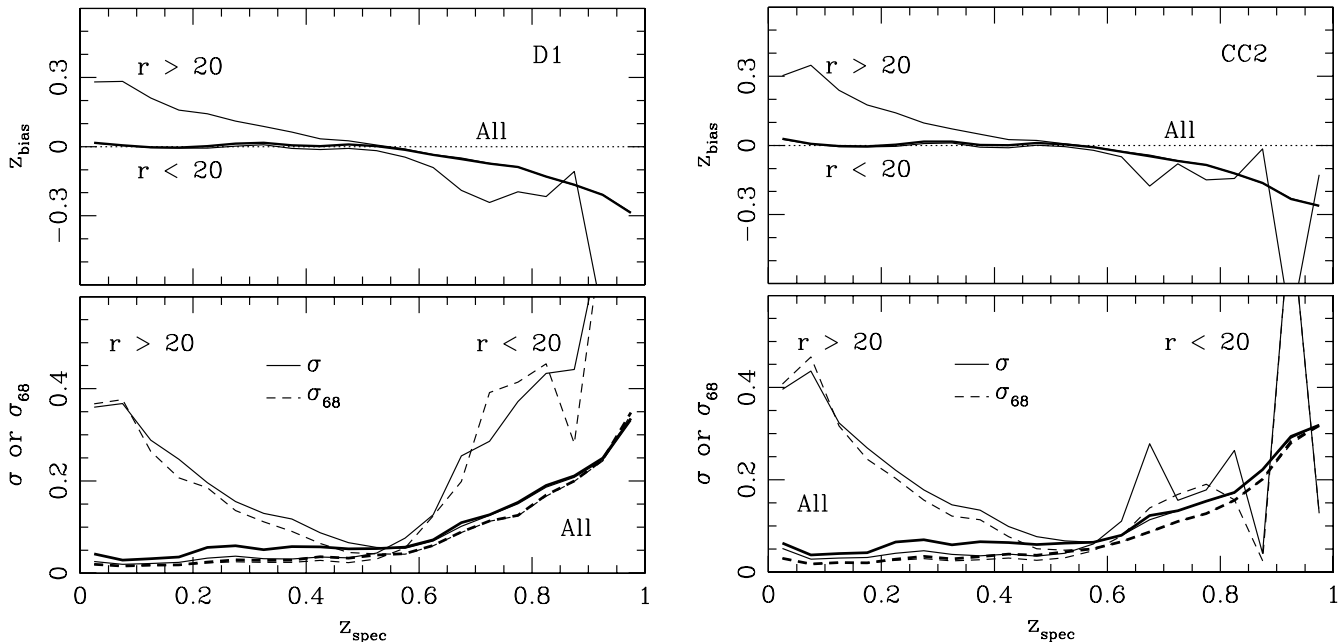 D1
r > 20
All
r < 20
z_bias
0.3
0
−0.3
r > 20
r < 20
σ
σ_68
All
σ or σ_68
0.4
0.2
0
0
0.2
0.4
0.6
0.8
1
z_spec
CC2
r > 20
All
r < 20
z_bias
0.3
0
−0.3
r > 20
r < 20
σ
σ_68
All
σ or σ_68
0.4
0.2
0
0
0.2
0.4
0.6
0.8
1
z_spec